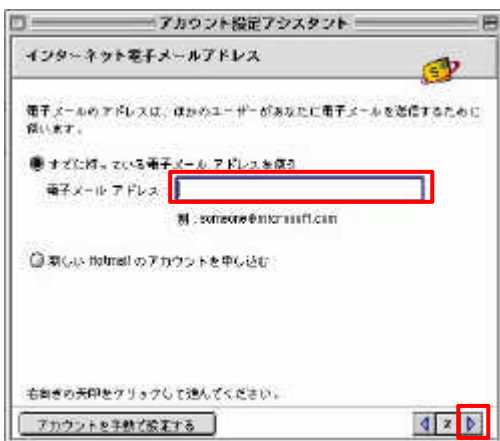 アカウント設定アシスタント
インターネット電子メールアドレス
電子メールのアドレスは、ほかのユーザーがあなたに電子メールを送信するために
使います。
すでに持っている電子メール アドレスを使う
電子メール アドレス
例 : someone@microsoft.com
新しい Hotmail のアカウントを申し込む
右向きの矢印をクリックして進んでください。
アカウントを手動で設定する
2